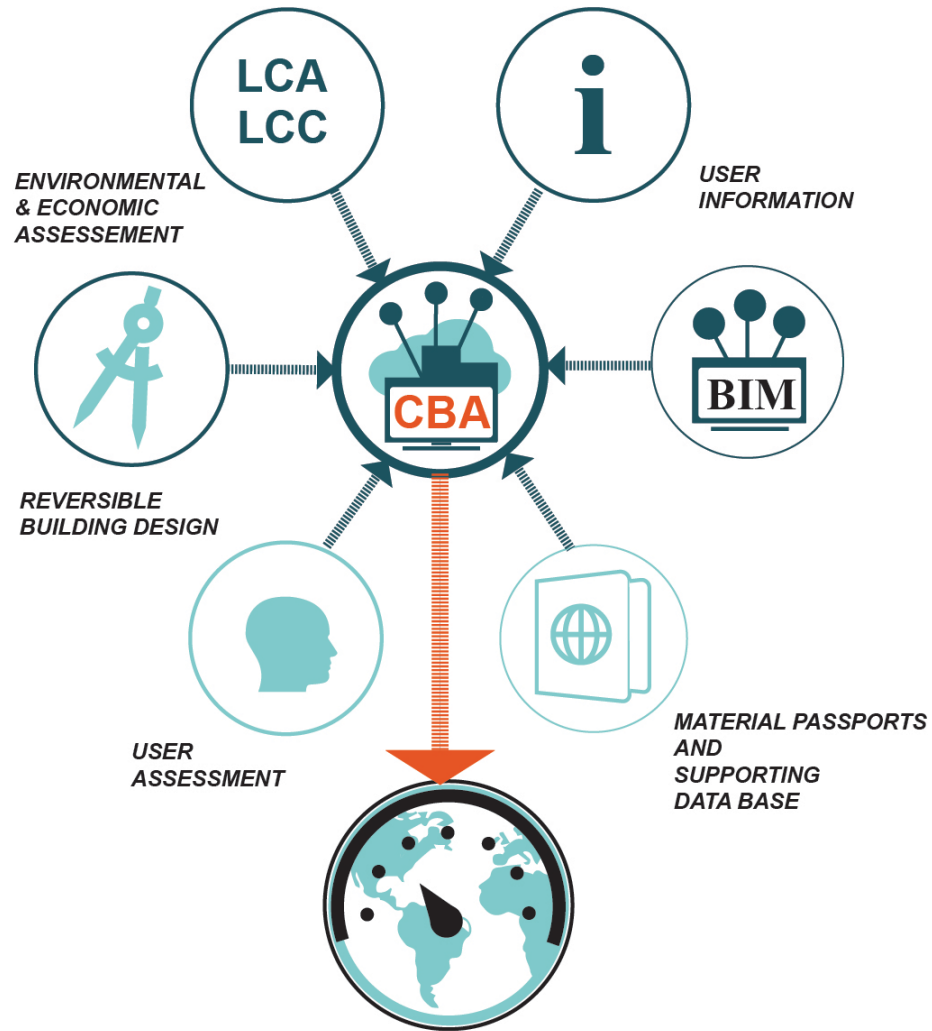 LCA
LCC
i
ENVIRONMENTAL
& ECONOMIC
ASSESSEMENT
USER
INFORMATION
CBA
BIM
REVERSIBLE
BUILDING DESIGN
USER
ASSESSMENT
MATERIAL PASSPORTS
AND
SUPPORTING
DATA BASE